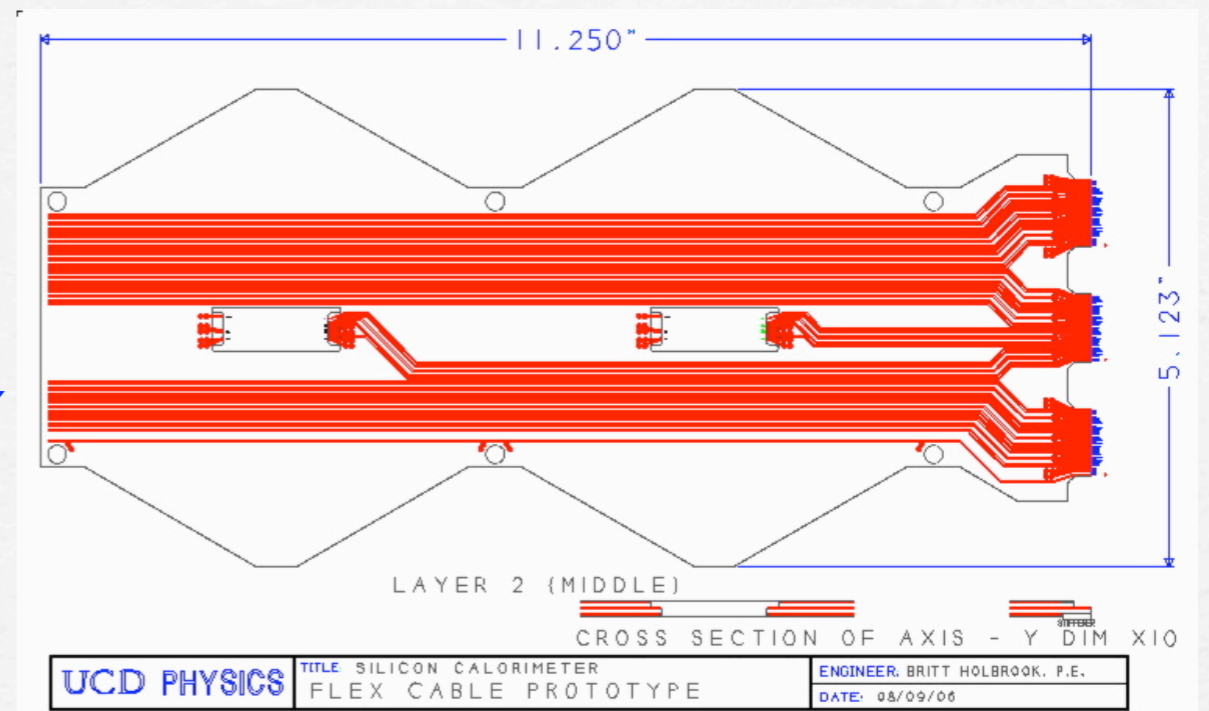 11.250"
5.123"
LAYER 2 (MIDDLE)
STIFFENER
CROSS SECTION OF AXIS - Y DIM X10
UCD PHYSICS
TITLE: SILICON CALORIMETER
FLEX CABLE PROTOTYPE
ENGINEER: BRITT HOLBROOK, P.E.
DATE: 08/09/06